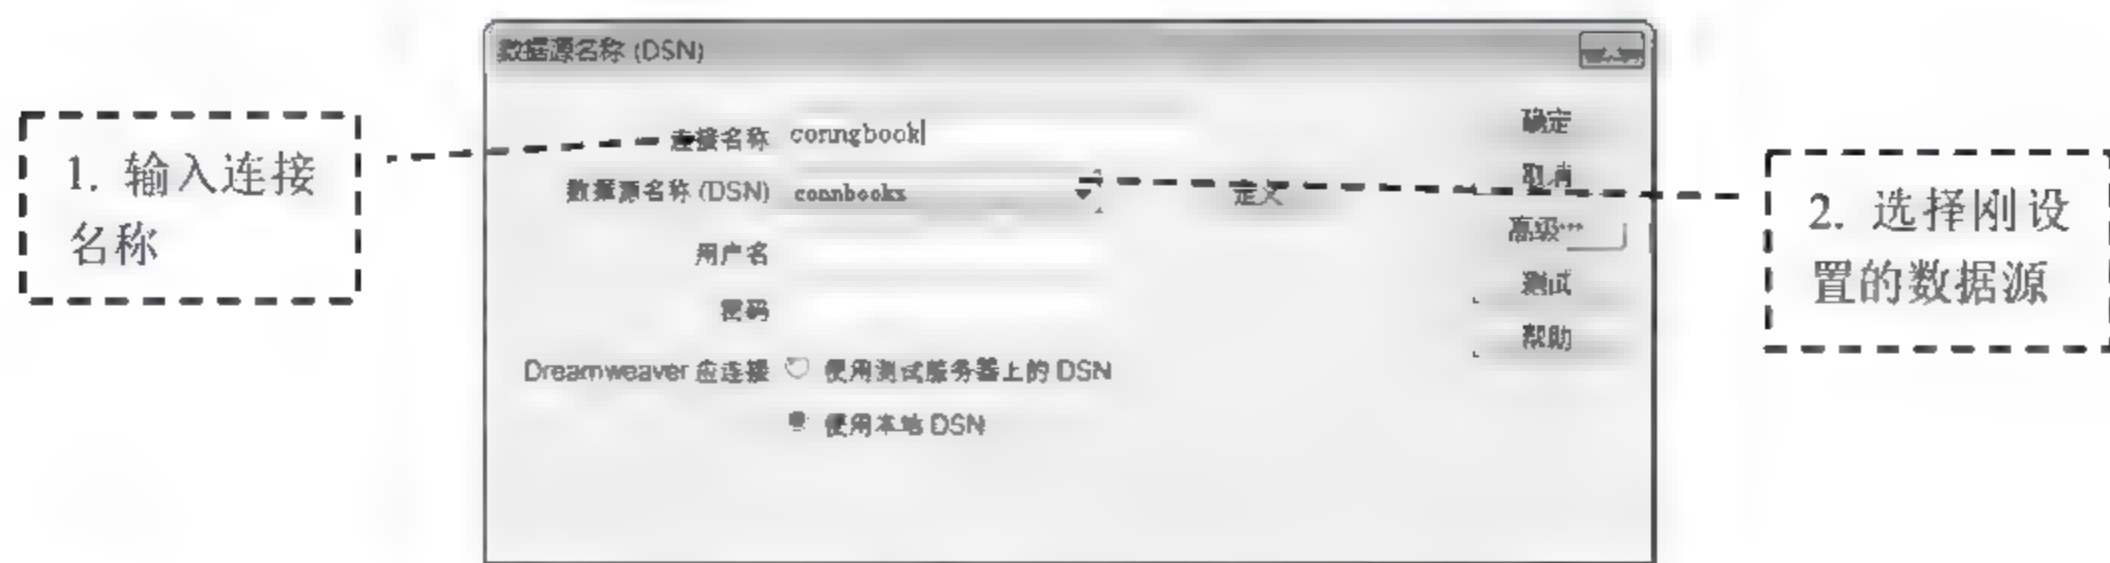 数据源名称 (DSN)
1. 输入连接
名称
连接名称 conngbook
数据源名称 (DSN) connbooks
定义
用户名
密码
Dreamweaver 应连接 使用测试服务器上的 DSN
使用本地 DSN
确定
取消
高级...
测试
帮助
2. 选择刚设
置的数据源